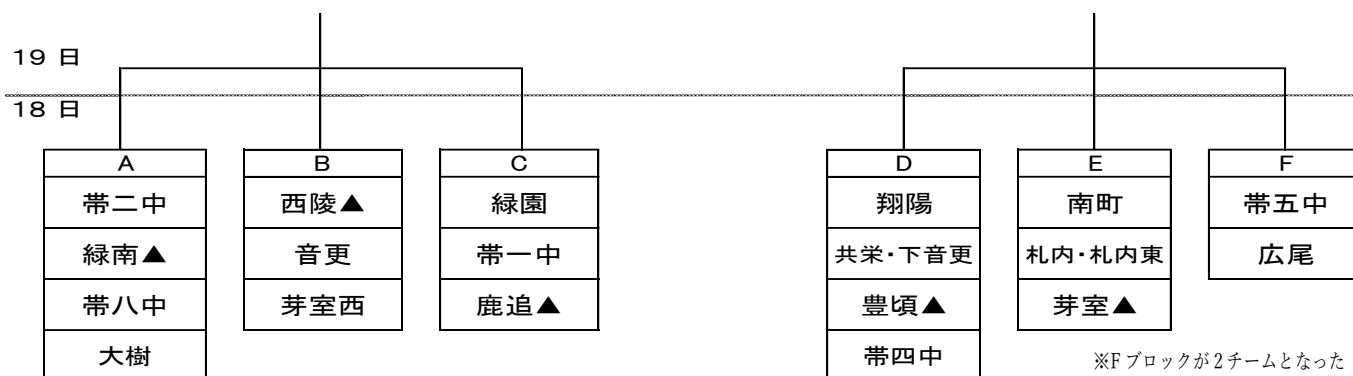 19 日
18 日
A B C D E F
帯二中 西陵▲ 緑園 翔陽 南町 帯五中
緑南▲ 音更 帯一中 共栄・下音更 札内・札内東 広尾
帯八中 芽室西 鹿追▲ 豊頃▲ 芽室▲
大樹 帯四中
※Fブロックが2チームとなった